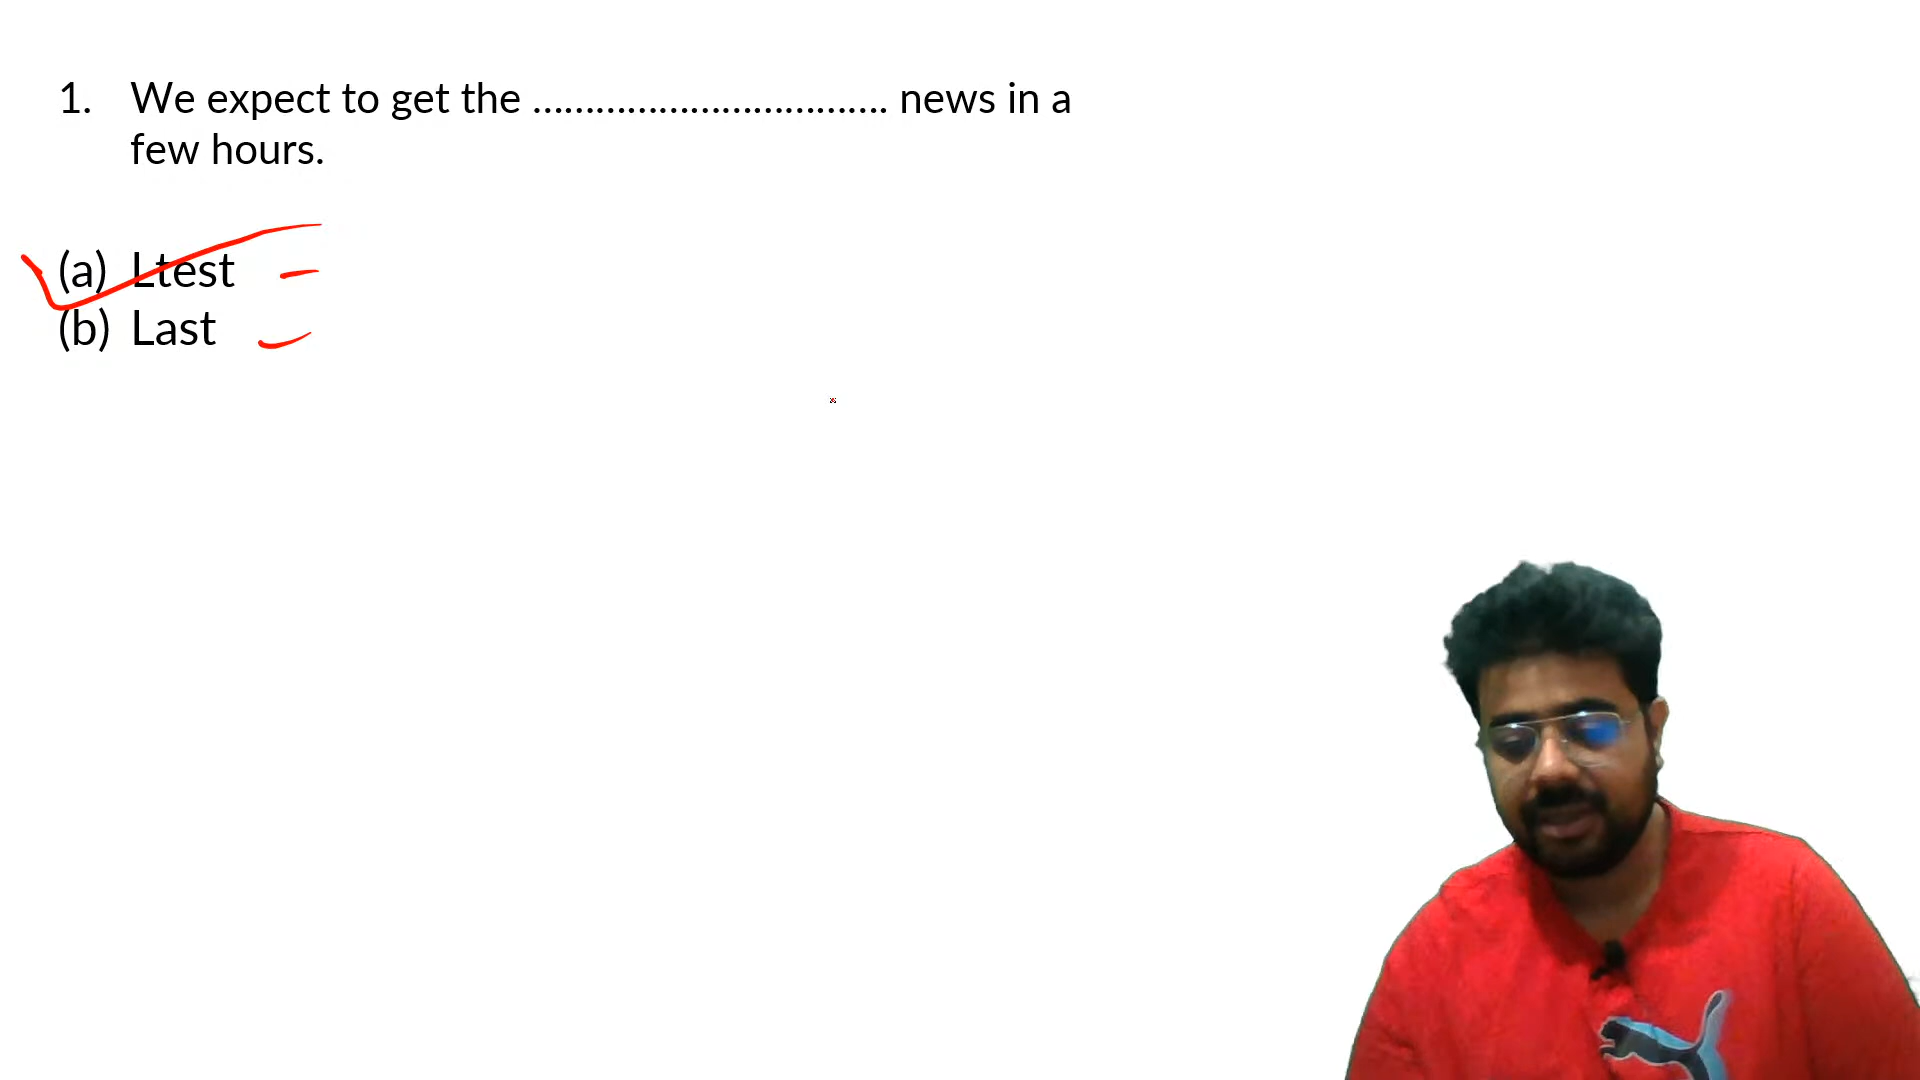 1. We expect to get the ………………………….. news in a
few hours.
(a) Ltest
(b) Last